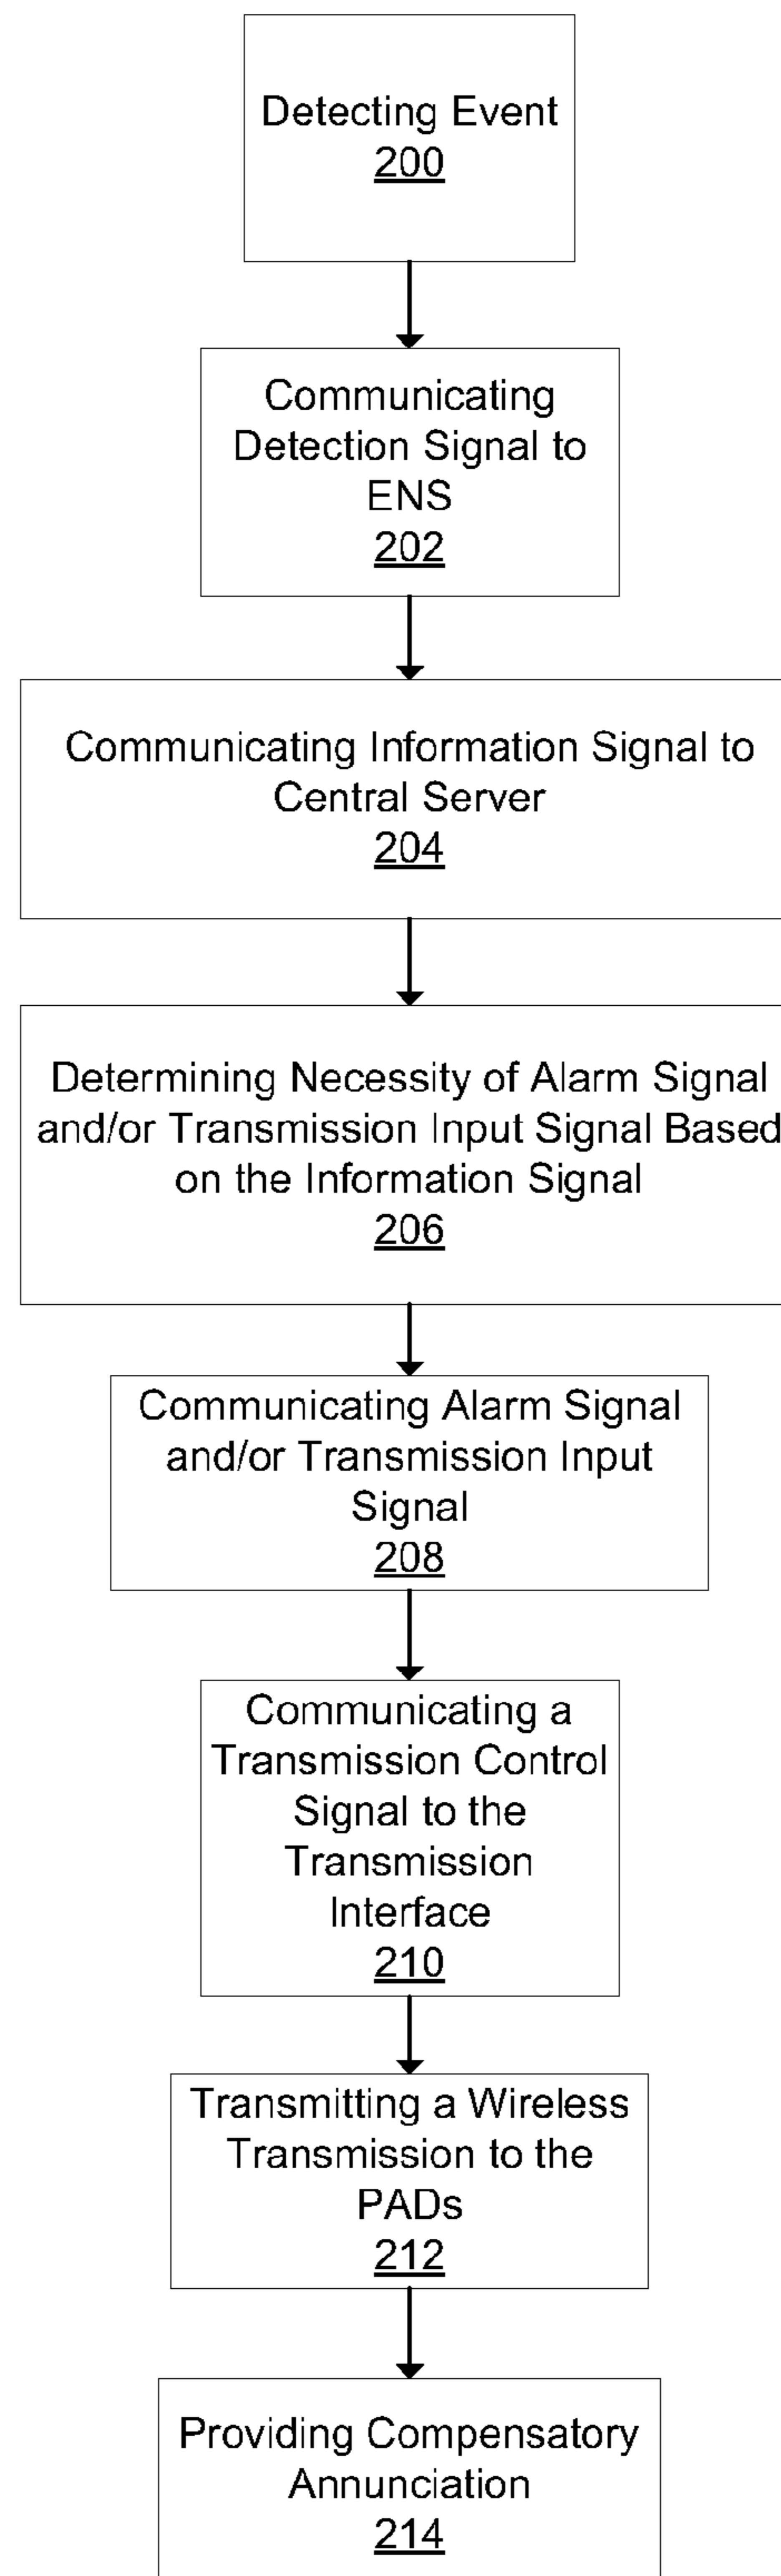 Detecting Event
200
Communicating
Detection Signal to
ENS
202
Communicating Information Signal to
Central Server
204
Determining Necessity of Alarm Signal
and/or Transmission Input Signal Based
on the Information Signal
206
Communicating Alarm Signal
and/or Transmission Input
Signal
208
Communicating a
Transmission Control
Signal to the
Transmission
Interface
210
Transmitting a Wireless
Transmission to the
PADs
212
Providing Compensatory
Annunciation
214